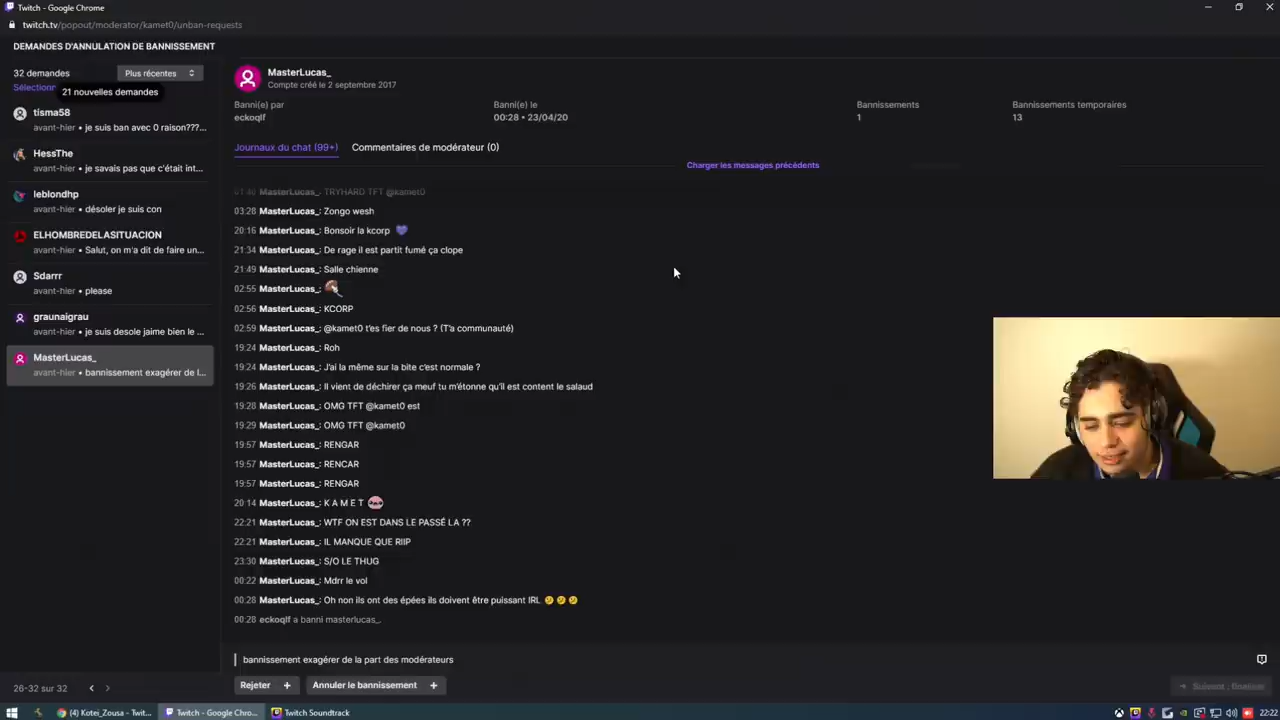 Twitch - Google Chrome
twitch.tv/popout/moderator/kamet0/unban-requests
DEMANDES D'ANNULATION DE BANNISSEMENT
32 demandes
Plus récentes
Sélectionn
21 nouvelles demandes
tisma58
avant-hier • je suis ban avec 0 raison???...
HessThe
avant-hier • je savais pas que c'était int...
leblondhp
avant-hier • désoler je suis con
ELHOMBREDELASITUACION
avant-hier • Salut, on m'a dit de faire un...
Sdarrr
avant-hier • please
graunaigrau
avant-hier • je suis desole jaime bien le ...
MasterLucas_
avant-hier • bannissement exagérer de l...
26-32 sur 32
MasterLucas_
Compte créé le 2 septembre 2017
Banni(e) par
eckoqlf
Banni(e) le
00:28 • 23/04/20
Bannissements
1
Bannissements temporaires
13
Journaux du chat (99+)
Commentaires de modérateur (0)
Charger les messages précédents
01:40 MasterLucas_: TRYHARD TFT @kamet0
03:28 MasterLucas_: Zongo wesh
20:16 MasterLucas_: Bonsoir la kcorp 💜
21:34 MasterLucas_: De rage il est partit fumé ça clope
21:49 MasterLucas_: Salle chienne
02:55 MasterLucas_:
02:56 MasterLucas_: KCORP
02:59 MasterLucas_: @kamet0 t'es fier de nous ? (T'a communauté)
19:24 MasterLucas_: Roh
19:24 MasterLucas_: J'ai la même sur la bite c'est normale ?
19:26 MasterLucas_: Il vient de déchirer ça meuf tu m'étonne qu'il est content le salaud
19:28 MasterLucas_: OMG TFT @kamet0 est
19:29 MasterLucas_: OMG TFT @kamet0
19:57 MasterLucas_: RENGAR
19:57 MasterLucas_: RENCAR
19:57 MasterLucas_: RENGAR
20:14 MasterLucas_: K A M E T
22:21 MasterLucas_: WTF ON EST DANS LE PASSÉ LA ??
22:21 MasterLucas_: IL MANQUE QUE RIIP
23:30 MasterLucas_: S/O LE THUG
00:22 MasterLucas_: Mdrr le vol
00:28 MasterLucas_: Oh non ils ont des épées ils doivent être puissant IRL 😕 😕 😕
00:28 eckoqlf a banni masterlucas_.
bannissement exagérer de la part des modérateurs
Rejeter +
Annuler le bannissement +
(4) Kotei_Zousa - Twit...
Twitch - Google Chro...
Twitch Soundtrack
22:22